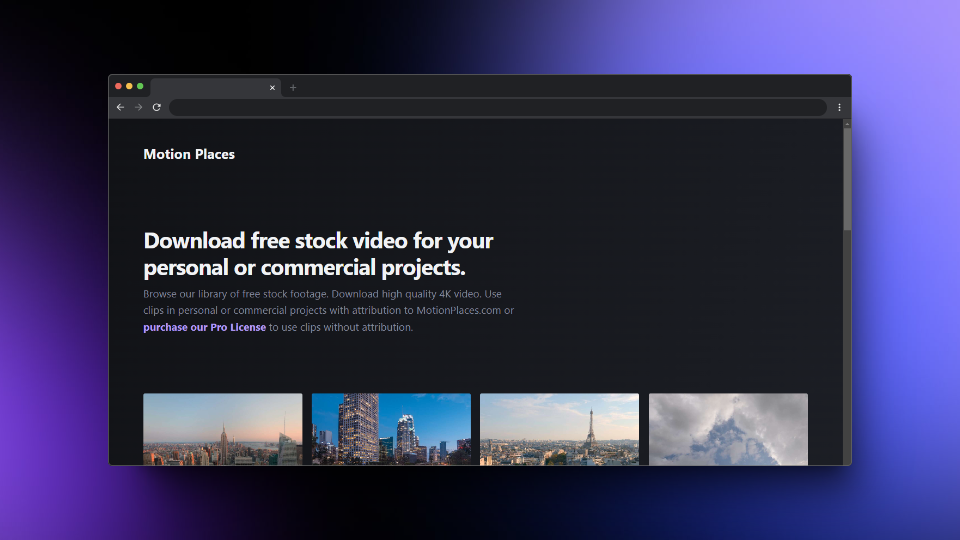 Motion Places
Download free stock video for your
personal or commercial projects.
Browse our library of free stock footage. Download high quality 4K video. Use
clips in personal or commercial projects with attribution to MotionPlaces.com or
purchase our Pro License to use clips without attribution.